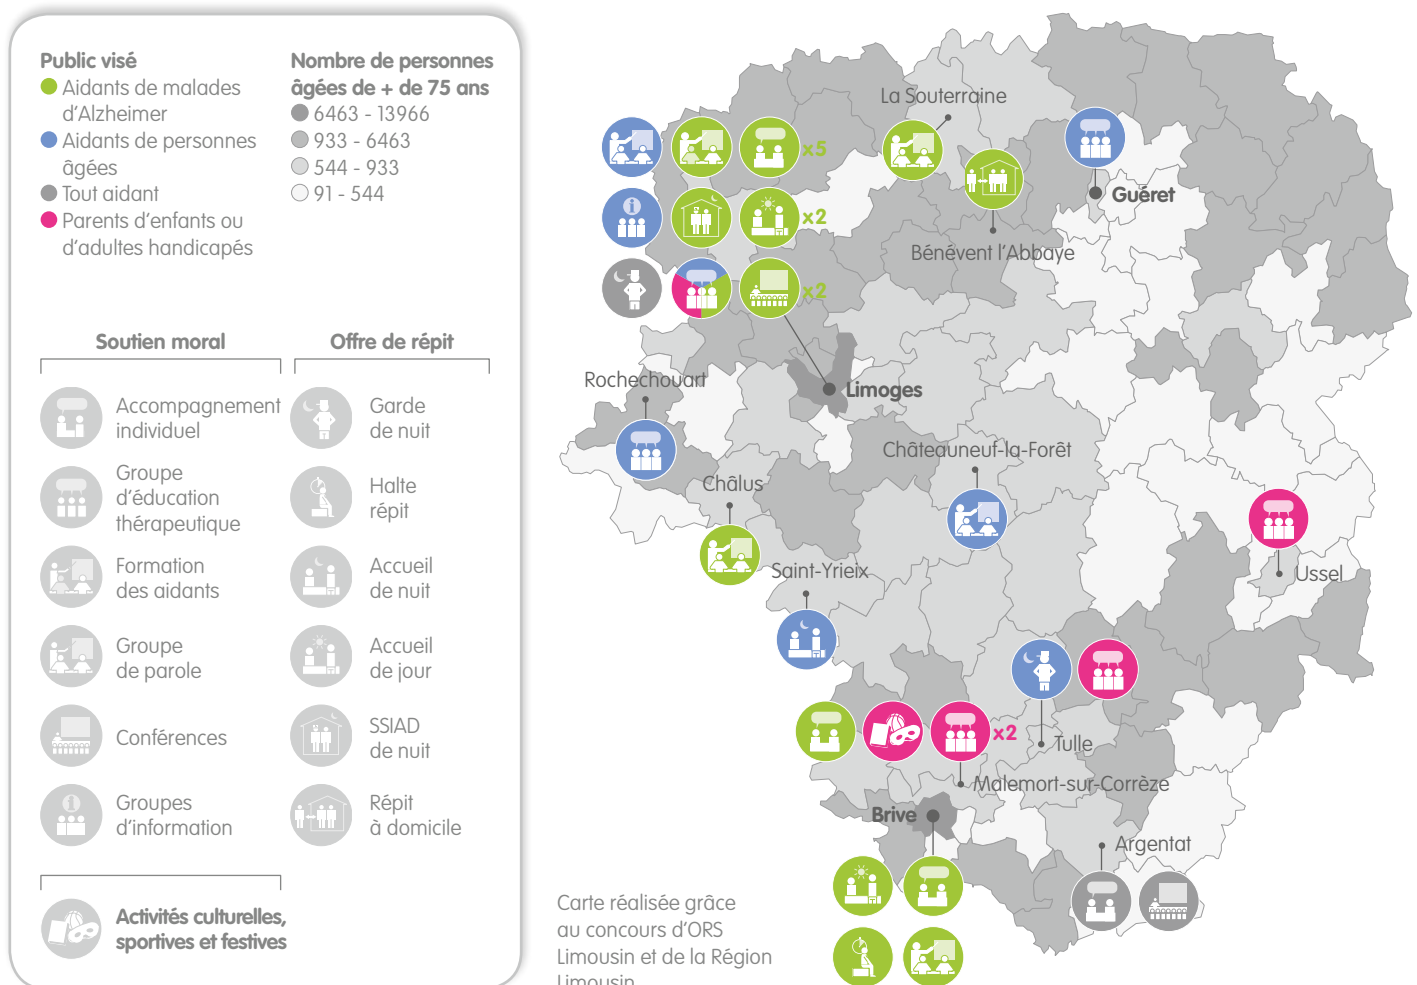 Public visé
Aidants de malades
d'Alzheimer
Aidants de personnes
âgées
Tout aidant
Parents d'enfants ou
d'adultes handicapés
Nombre de personnes
âgées de + de 75 ans
6463 - 13966
933 - 6463
544 - 933
91 - 544
Soutien moral
Accompagnement
individuel
Groupe
d'éducation
thérapeutique
Formation
des aidants
Groupe
de parole
Conférences
Groupes
d'information
Activités culturelles,
sportives et festives
Offre de répit
Garde
de nuit
Halte
répit
Accueil
de nuit
Accueil
de jour
SSIAD
de nuit
Répit
à domicile
La Souterraine
x5
Guéret
x2
Bénévent l'Abbaye
x2
Rochechouart
Limoges
Châteauneuf-la-Forêt
Châlus
Saint-Yrieix
Ussel
x2
Tulle
Malemort-sur-Corrèze
Brive
Argentat
Carte réalisée grâce
au concours d'ORS
Limousin et de la Région
Limousin